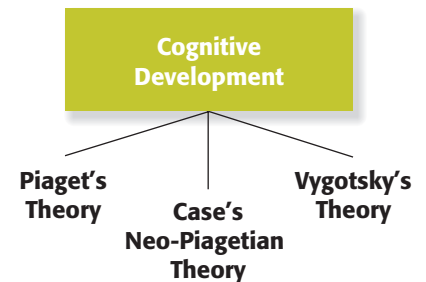 Cognitive
Development
Piaget's
Theory
Case's
Neo-Piagetian
Theory
Vygotsky's
Theory